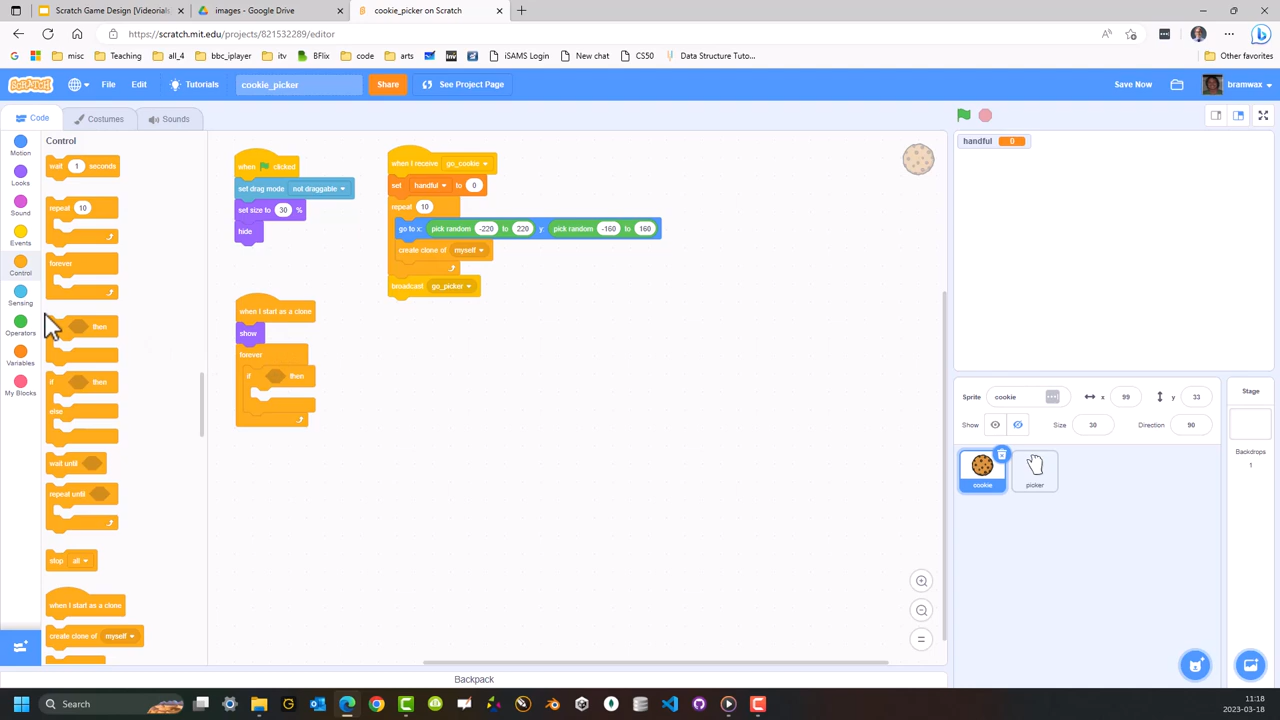 Scratch Game Design [Videorials
images - Google Drive
cookie_picker on Scratch
https://scratch.mit.edu/projects/821532289/editor
misc
Teaching
all_4
bbc_iplayer
itv
BFlix
code
arts
iSAMS Login
New chat
CS50
Data Structure Tuto...
Other favorites
SCRATCH
File
Edit
Tutorials
cookie_picker
Share
See Project Page
Save Now
bramwax
Code
Costumes
Sounds
Motion
Looks
Sound
Events
Control
Sensing
Operators
Variables
My Blocks
Control
wait 1 seconds
repeat 10
forever
then
if then
else
wait until
repeat until
stop all
when I start as a clone
create clone of myself
when clicked
set drag mode not draggable
set size to 30 %
hide
when I start as a clone
show
forever
if then
when I receive go_cookie
set handful to 0
repeat 10
go to x: pick random -220 to 220 y: pick random -160 to 160
create clone of myself
broadcast go_picker
handful 0
Sprite cookie x 99 y 33
Show Size 30 Direction 90
cookie
picker
Stage
Backdrops
1
Backpack
Search
11:18
2023-03-18